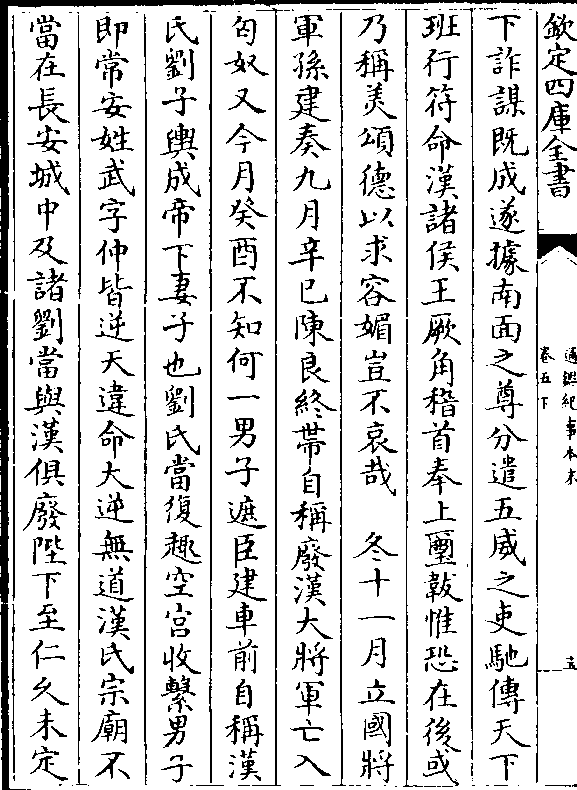 欽定四庫全書
通鑑紀事本末
卷五下
五
下詐謀既成遂據南面之尊分遣五威之吏馳傳天下
班行符命漢諸侯王厥角稽首奉上璽韍惟恐在後或
乃稱美頌德以求容媚豈不哀哉　冬十一月立國將
軍孫建奏九月辛巳陳良終帶自稱廢漢大將軍亡入
匈奴又今月癸酉不知何一男子遮臣建車前自稱漢
氏劉子輿成帝下妻子也劉氏當復趣空宫收繫男子
即常安姓武字仲皆逆天違命大逆無道漢氏宗廟不
當在長安城中及諸劉當與漢俱廢陛下至仁久未定